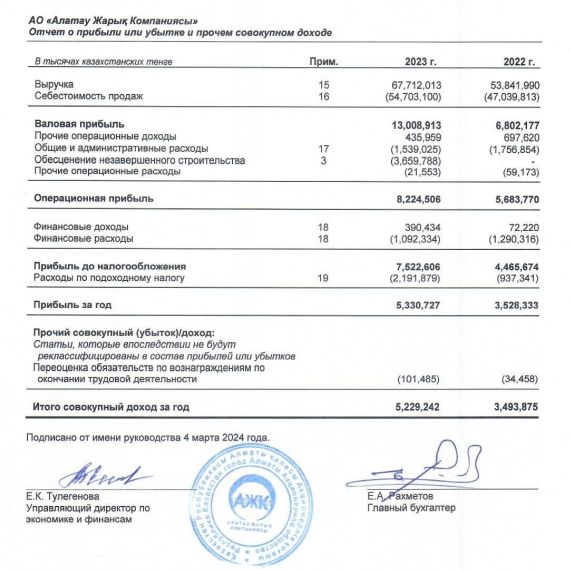 АО «Алатау Жарық Компаниясы»
Отчет о прибыли или убытке и прочем совокупном доходе
В тысячах казахстанских тенге Прим. 2023 г. 2022 г.
Выручка 15 67,712,013 53,841,990
Себестоимость продаж 16 (54,703,100) (47,039,813)
Валовая прибыль 13,008,913 6,802,177
Прочие операционные доходы 435,959 697,620
Общие и административные расходы 17 (1,539,025) (1,756,854)
Обесценение незавершенного строительства 3 (3,659,788) -
Прочие операционные расходы (21,553) (59,173)
Операционная прибыль 8,224,506 5,683,770
Финансовые доходы 18 390,434 72,220
Финансовые расходы 18 (1,092,334) (1,290,316)
Прибыль до налогообложения 7,522,606 4,465,674
Расходы по подоходному налогу 19 (2,191,879) (937,341)
Прибыль за год 5,330,727 3,528,333
Прочий совокупный (убыток)/доход:
Статьи, которые впоследствии не будут
реклассифицированы в состав прибылей или убытков
Переоценка обязательств по вознаграждениям по
окончании трудовой деятельности (101,485) (34,458)
Итого совокупный доход за год 5,229,242 3,493,875
Подписано от имени руководства 4 марта 2024 года.
АЖК
АЛАТАУ ЖАРЫҚ
КОМПАНИЯСЫ
Е.К. Тулегенова Е.А. Рахметов
Управляющий директор по Главный бухгалтер
экономике и финансам